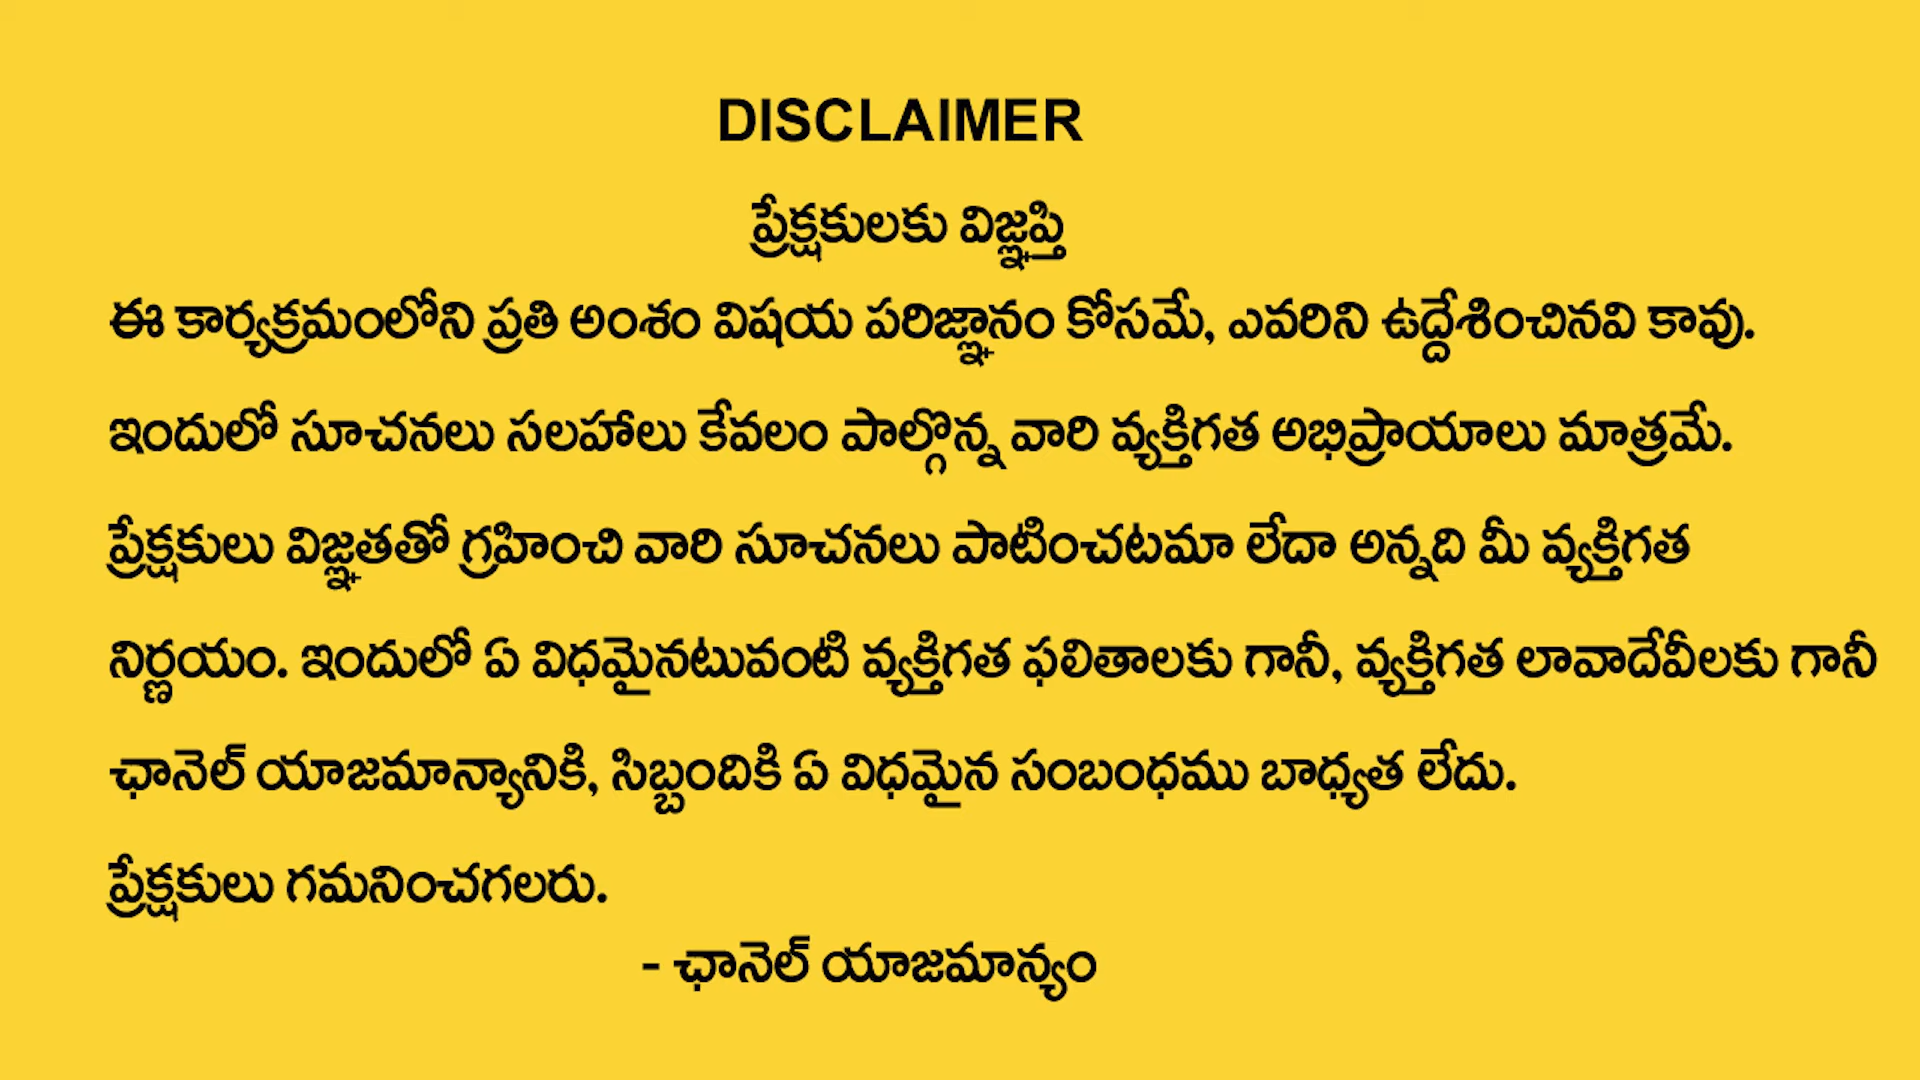 DISCLAIMER
ప్రేక్షకులకు విజ్ఞప్తి
ఈ కార్యక్రమంలోని ప్రతి అంశం విషయ పరిజ్ఞానం కోసమే, ఎవరిని ఉద్దేశించినవి కావు.
ఇందులో సూచనలు సలహాలు కేవలం పాల్గొన్న వారి వ్యక్తిగత అభిప్రాయాలు మాత్రమే.
ప్రేక్షకులు విజ్ఞతతో గ్రహించి వారి సూచనలు పాటించటమా లేదా అన్నది మీ వ్యక్తిగత
నిర్ణయం. ఇందులో ఏ విధమైనటువంటి వ్యక్తిగత ఫలితాలకు గానీ, వ్యక్తిగత లావాదేవీలకు గానీ
ఛానెల్ యాజమాన్యానికి, సిబ్బందికి ఏ విధమైన సంబంధము బాధ్యత లేదు.
ప్రేక్షకులు గమనించగలరు.
- ఛానెల్ యాజమాన్యం